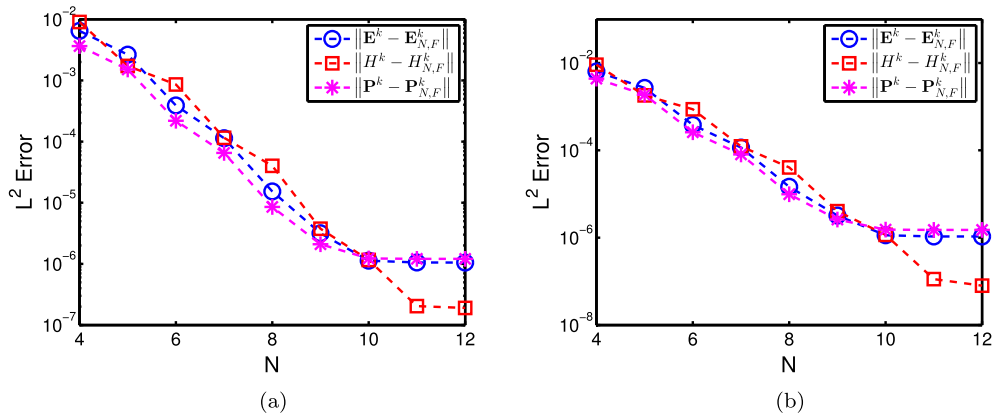 10⁻²
10⁻³
10⁻⁴
10⁻⁵
10⁻⁶
10⁻⁷
L² Error
4 6 8 10 12
N
‖E^k − E^k_{N,F}‖
‖H^k − H^k_{N,F}‖
‖P^k − P^k_{N,F}‖
(a)
10⁻²
10⁻⁴
10⁻⁶
10⁻⁸
L² Error
4 6 8 10 12
N
‖E^k − E^k_{N,F}‖
‖H^k − H^k_{N,F}‖
‖P^k − P^k_{N,F}‖
(b)